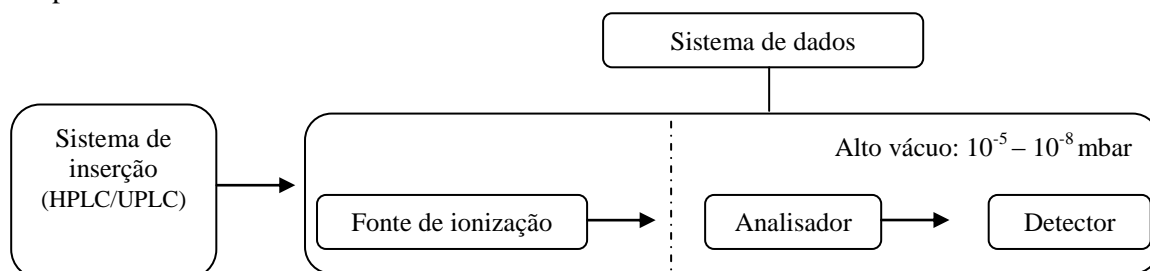 Sistema de dados
Sistema de
inserção
(HPLC/UPLC)
Alto vácuo: 10⁻⁵ – 10⁻⁸ mbar
Fonte de ionização
Analisador
Detector